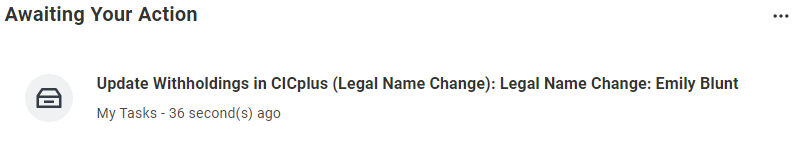 Awaiting Your Action
Update Withholdings in CICplus (Legal Name Change): Legal Name Change: Emily Blunt
My Tasks - 36 second(s) ago